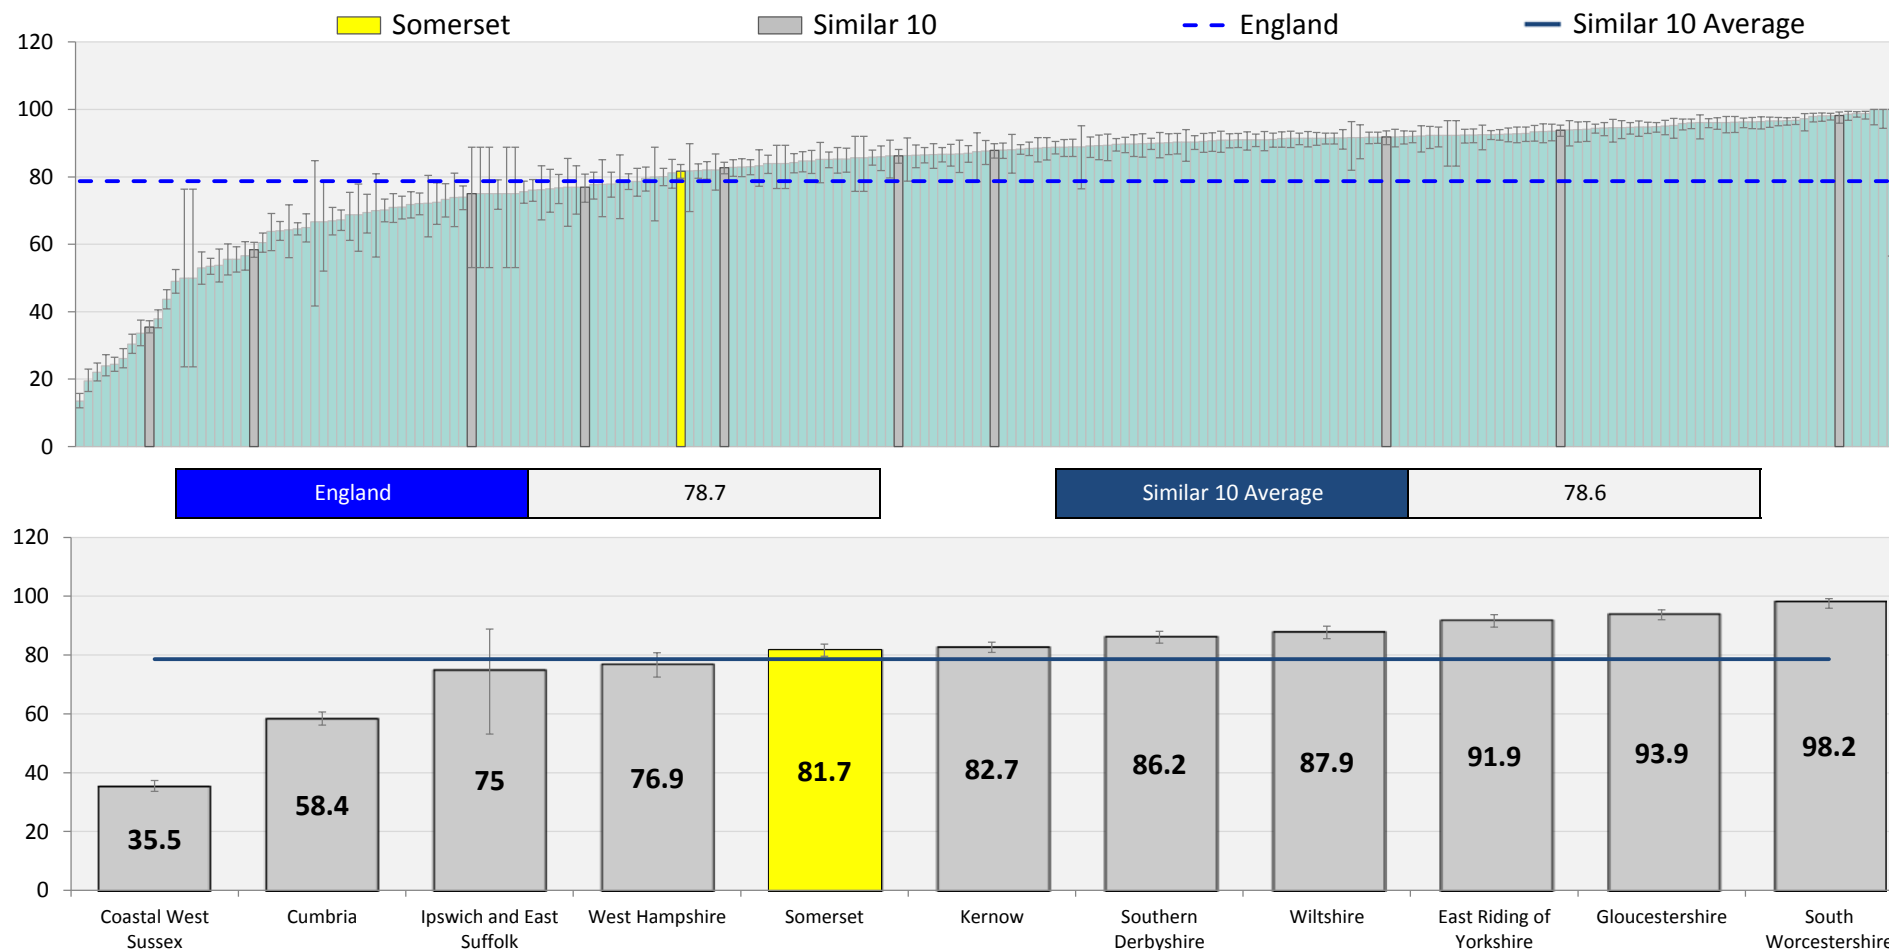 Somerset Similar 10 England Similar 10 Average
120
100
80
60
40
20
0
England 78.7 Similar 10 Average 78.6
120
100
80
60
40
20
0
35.5 58.4 75 76.9 81.7 82.7 86.2 87.9 91.9 93.9 98.2
Coastal West Cumbria Ipswich and East West Hampshire Somerset Kernow Southern Wiltshire East Riding of Gloucestershire South
Sussex Suffolk Derbyshire Yorkshire Worcestershire